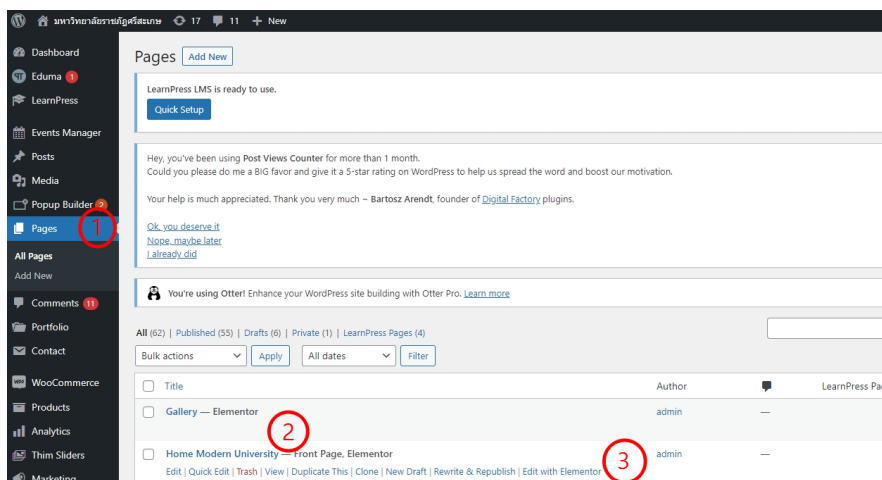 มหาวิทยาลัยราชภัฏศรีสะเกษ 17 11 + New
Dashboard
Eduma 1
LearnPress
Events Manager
Posts
Media
Popup Builder 2
Pages 1
All Pages
Add New
Comments 11
Portfolio
Contact
WooCommerce
Products
Analytics
Thim Sliders
Marketing
Pages Add New
LearnPress LMS is ready to use.
Quick Setup
Hey, you've been using Post Views Counter for more than 1 month.
Could you please do me a BIG favor and give it a 5-star rating on WordPress to help us spread the word and boost our motivation.
Your help is much appreciated. Thank you very much ~ Bartosz Arendt, founder of Digital Factory plugins.
Ok, you deserve it
Nope, maybe later
I already did
You're using Otter! Enhance your WordPress site building with Otter Pro. Learn more
All (62) | Published (55) | Drafts (6) | Private (1) | LearnPress Pages (4)
Bulk actions Apply All dates Filter
Title Author LearnPress Pa
Gallery — Elementor admin —
2
Home Modern University — Front Page, Elementor admin —
3
Edit | Quick Edit | Trash | View | Duplicate This | Clone | New Draft | Rewrite & Republish | Edit with Elementor